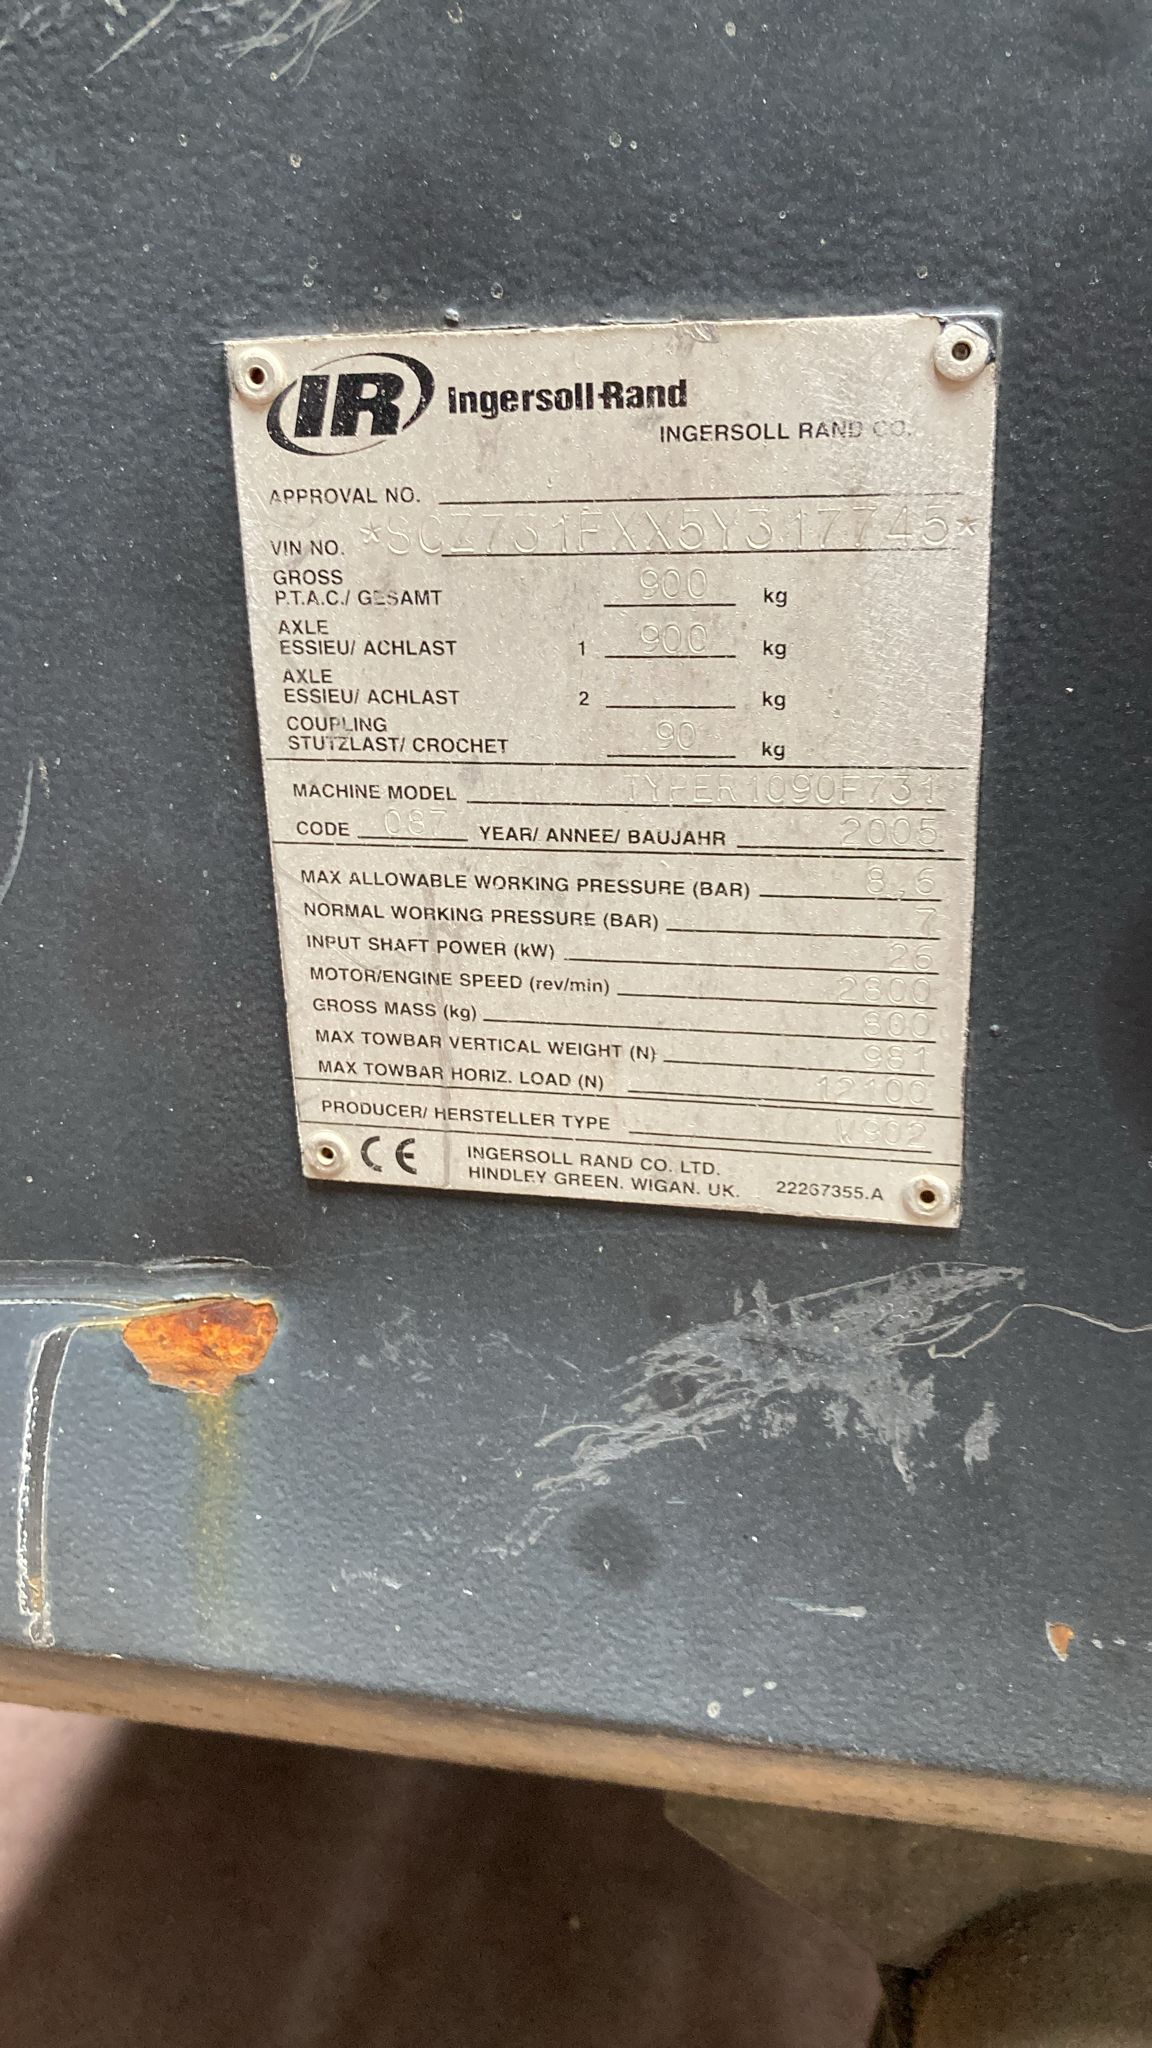 IR Ingersoll-Rand
INGERSOLL RAND CO.
APPROVAL NO.
VIN NO. *SCZ731FXX5Y317745*
GROSS
P.T.A.C./ GESAMT 900 kg
AXLE
ESSIEU/ ACHLAST 1 900 kg
AXLE
ESSIEU/ ACHLAST 2 kg
COUPLING
STUTZLAST/ CROCHET 90 kg
MACHINE MODEL TYPER1090F731
CODE 087 YEAR/ ANNEE/ BAUJAHR 2005
MAX ALLOWABLE WORKING PRESSURE (BAR) 8,6
NORMAL WORKING PRESSURE (BAR) 7
INPUT SHAFT POWER (kW) 26
MOTOR/ENGINE SPEED (rev/min) 2800
GROSS MASS (kg) 800
MAX TOWBAR VERTICAL WEIGHT (N) 981
MAX TOWBAR HORIZ. LOAD (N) 12100
PRODUCER/ HERSTELLER TYPE V902
CE INGERSOLL RAND CO. LTD.
HINDLEY GREEN. WIGAN. UK. 22267355.A